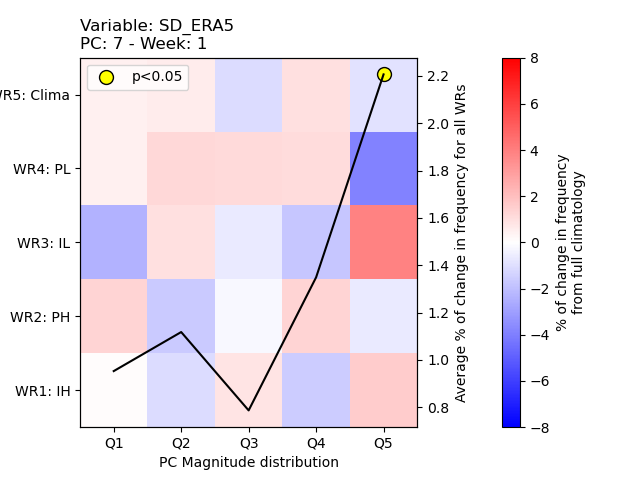 Variable: SD_ERA5
PC: 7 - Week: 1
p<0.05
WR5: Clima
WR4: PL
WR3: IL
WR2: PH
WR1: IH
Q1 Q2 Q3 Q4 Q5
PC Magnitude distribution
2.2
2.0
1.8
1.6
1.4
1.2
1.0
0.8
Average % of change in frequency for all WRs
8
6
4
2
0
−2
−4
−6
−8
% of change in frequency
from full climatology